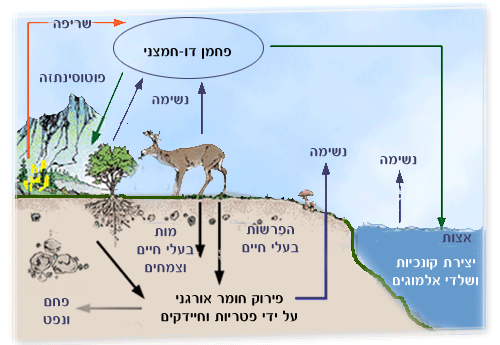 שריפה
פחמן דו-חמצני
פוטוסינתזה
נשימה
נשימה
נשימה
אצות
יצירת קונכיות
ושלדי אלמוגים
מות
בעלי חיים
וצמחים
הפרשות
בעלי חיים
פירוק חומר אורגני
על ידי פטריות וחיידקים
פחם
ונפט